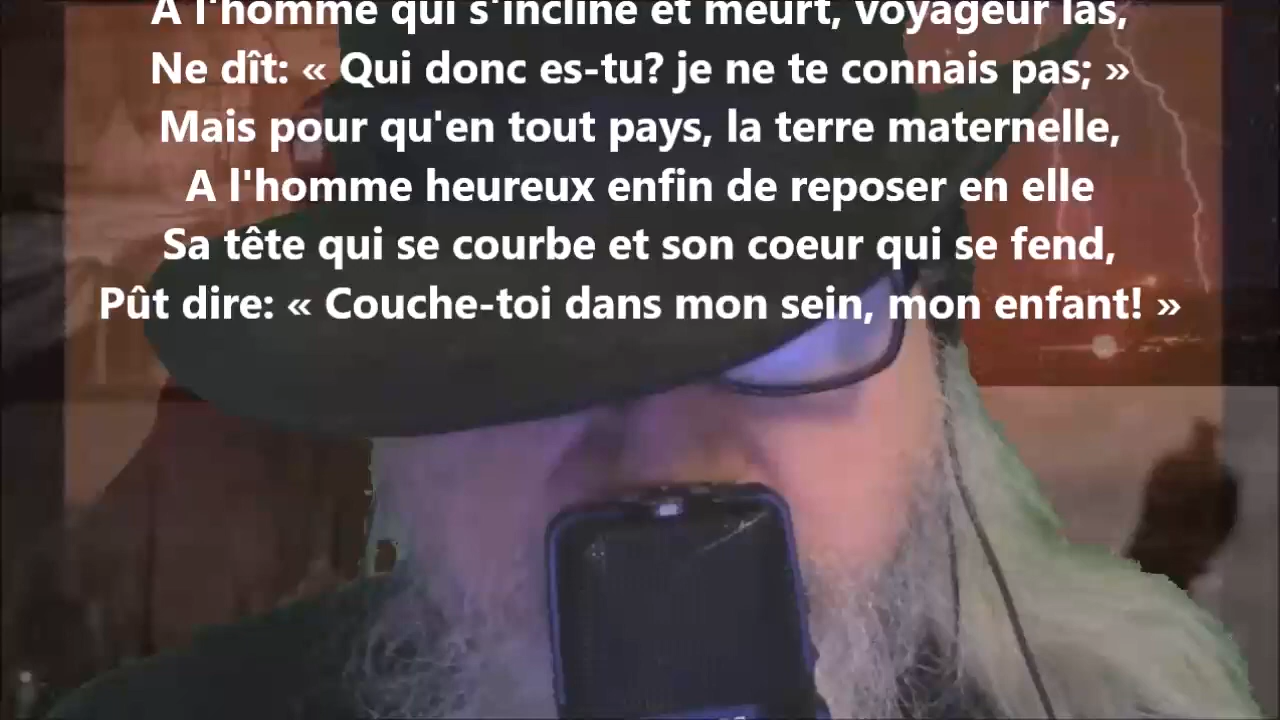 A l'homme qui s'incline et meurt, voyageur las,
Ne dît: « Qui donc es-tu? je ne te connais pas; »
Mais pour qu'en tout pays, la terre maternelle,
A l'homme heureux enfin de reposer en elle
Sa tête qui se courbe et son coeur qui se fend,
Pût dire: « Couche-toi dans mon sein, mon enfant! »